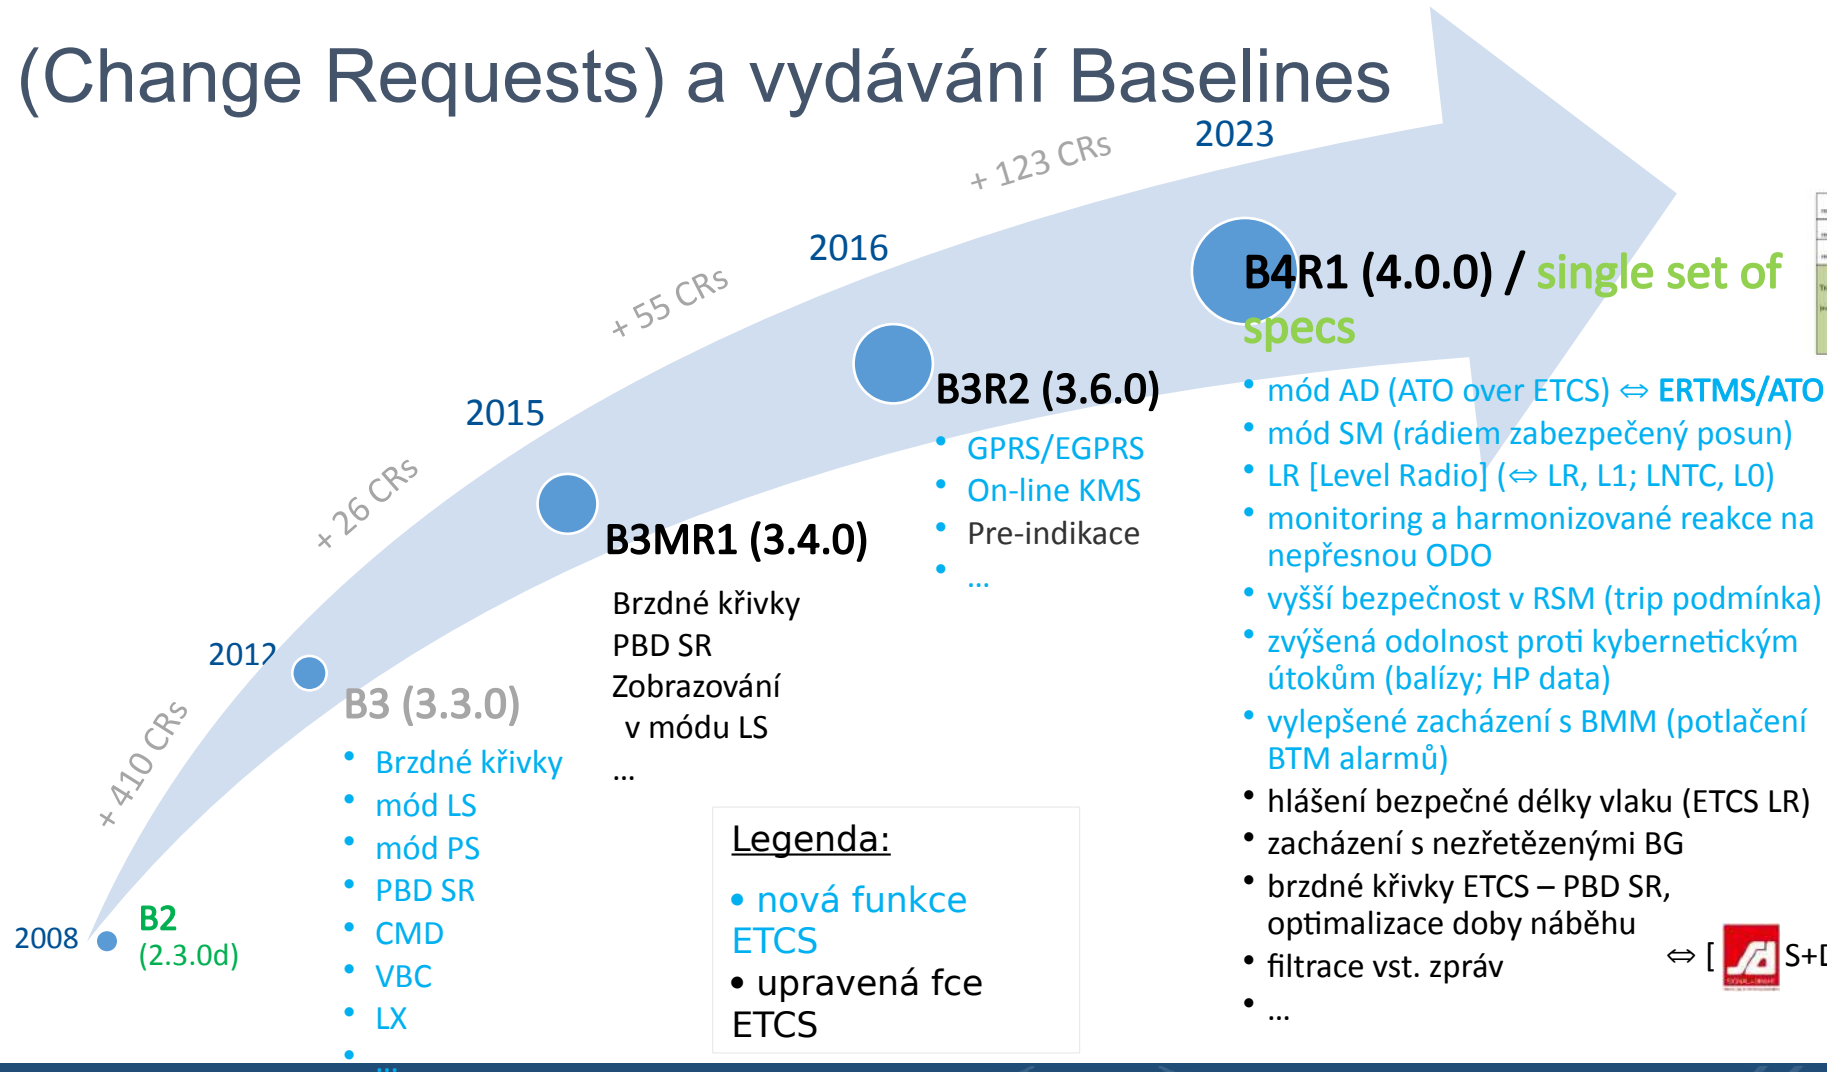 (Change Requests) a vydávání Baselines
2023
+ 123 CRs
2016
+ 55 CRs
B4R1 (4.0.0) / single set of
specs
B3R2 (3.6.0)
2015
• mód AD (ATO over ETCS) ⇔ ERTMS/ATO
• mód SM (rádiem zabezpečený posun)
• LR [Level Radio] (⇔ LR, L1; LNTC, L0)
• monitoring a harmonizované reakce na
nepřesnou ODO
• vyšší bezpečnost v RSM (trip podmínka)
• zvýšená odolnost proti kybernetickým
útokům (balízy; HP data)
• vylepšené zacházení s BMM (potlačení
BTM alarmů)
• hlášení bezpečné délky vlaku (ETCS LR)
• zacházení s nezřetězenými BG
• brzdné křivky ETCS – PBD SR,
optimalizace doby náběhu
• filtrace vst. zpráv
• ...
⇔ [
• GPRS/EGPRS
• On-line KMS
• Pre-indikace
• ...
+ 26 CRs
B3MR1 (3.4.0)
Brzdné křivky
PBD SR
Zobrazování
v módu LS
...
2012
B3 (3.3.0)
• Brzdné křivky
• mód LS
• mód PS
• PBD SR
• CMD
• VBC
• LX
• ...
+ 410 CRs
2008
B2
(2.3.0d)
Legenda:
• nová funkce
ETCS
• upravená fce
ETCS